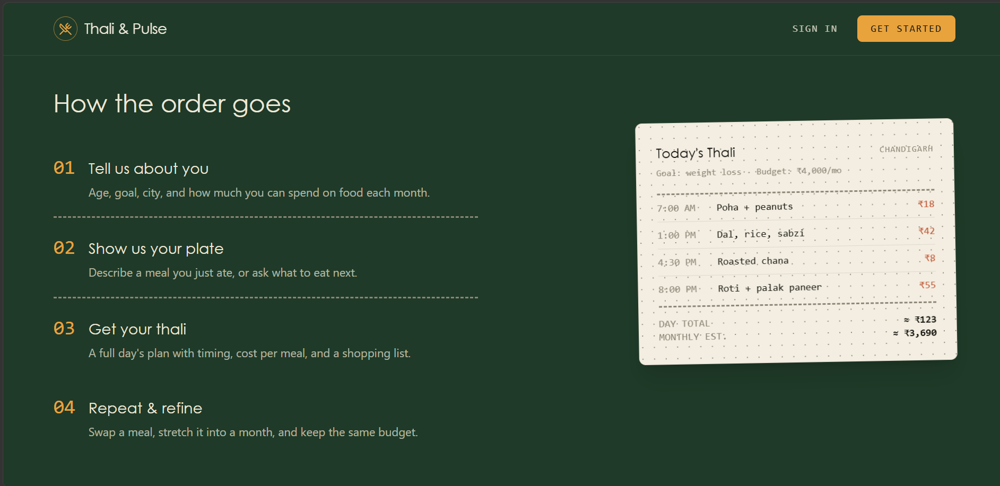 Thali & Pulse
SIGN IN
GET STARTED
How the order goes
01 Tell us about you
Age, goal, city, and how much you can spend on food each month.
02 Show us your plate
Describe a meal you just ate, or ask what to eat next.
03 Get your thali
A full day's plan with timing, cost per meal, and a shopping list.
04 Repeat & refine
Swap a meal, stretch it into a month, and keep the same budget.
Today's Thali CHANDIGARH
Goal: weight loss · Budget: ₹4,000/mo
7:00 AM Poha + peanuts ₹18
1:00 PM Dal, rice, sabzi ₹42
4:30 PM Roasted chana ₹8
8:00 PM Roti + palak paneer ₹55
DAY TOTAL ≈ ₹123
MONTHLY EST. ≈ ₹3,690